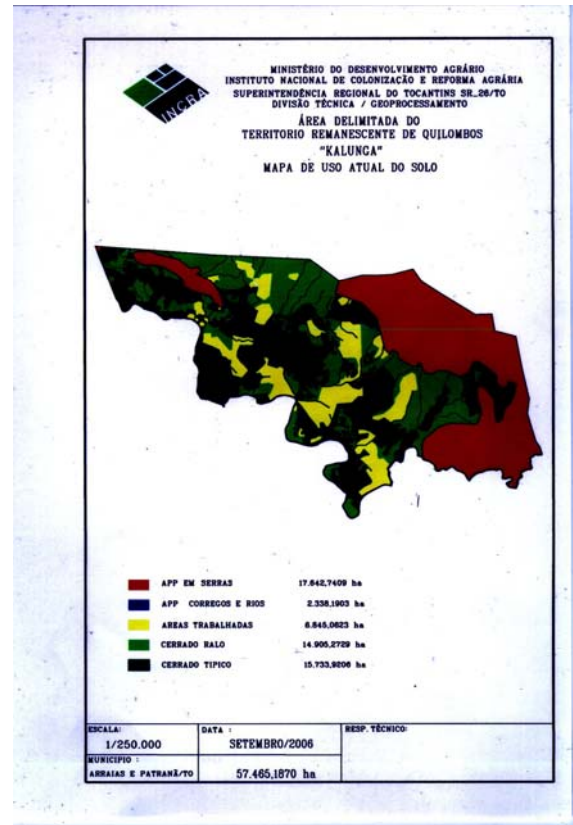 INCRA
MINISTÉRIO DO DESENVOLVIMENTO AGRÁRIO
INSTITUTO NACIONAL DE COLONIZAÇÃO E REFORMA AGRÁRIA
SUPERINTENDÊNCIA REGIONAL DO TOCANTINS SR_26/TO
DIVISÃO TÉCNICA / GEOPROCESSAMENTO
ÁREA DELIMITADA DO
TERRITORIO REMANESCENTE DE QUILOMBOS
"KALUNGA"
MAPA DE USO ATUAL DO SOLO
APP EM SERRAS 17.642,7409 ha
APP CORREGOS E RIOS 2.338,1903 ha
AREAS TRABALHADAS 6.845,0623 ha
CERRADO RALO 14.905,2729 ha
CERRADO TIPICO 15.733,9206 ha
ESCALA: DATA : RESP. TÉCNICO:
1/250.000 SETEMBRO/2006
MUNICIPIO :
ARRAIAS E PATRANÃ/TO 57.465,1870 ha